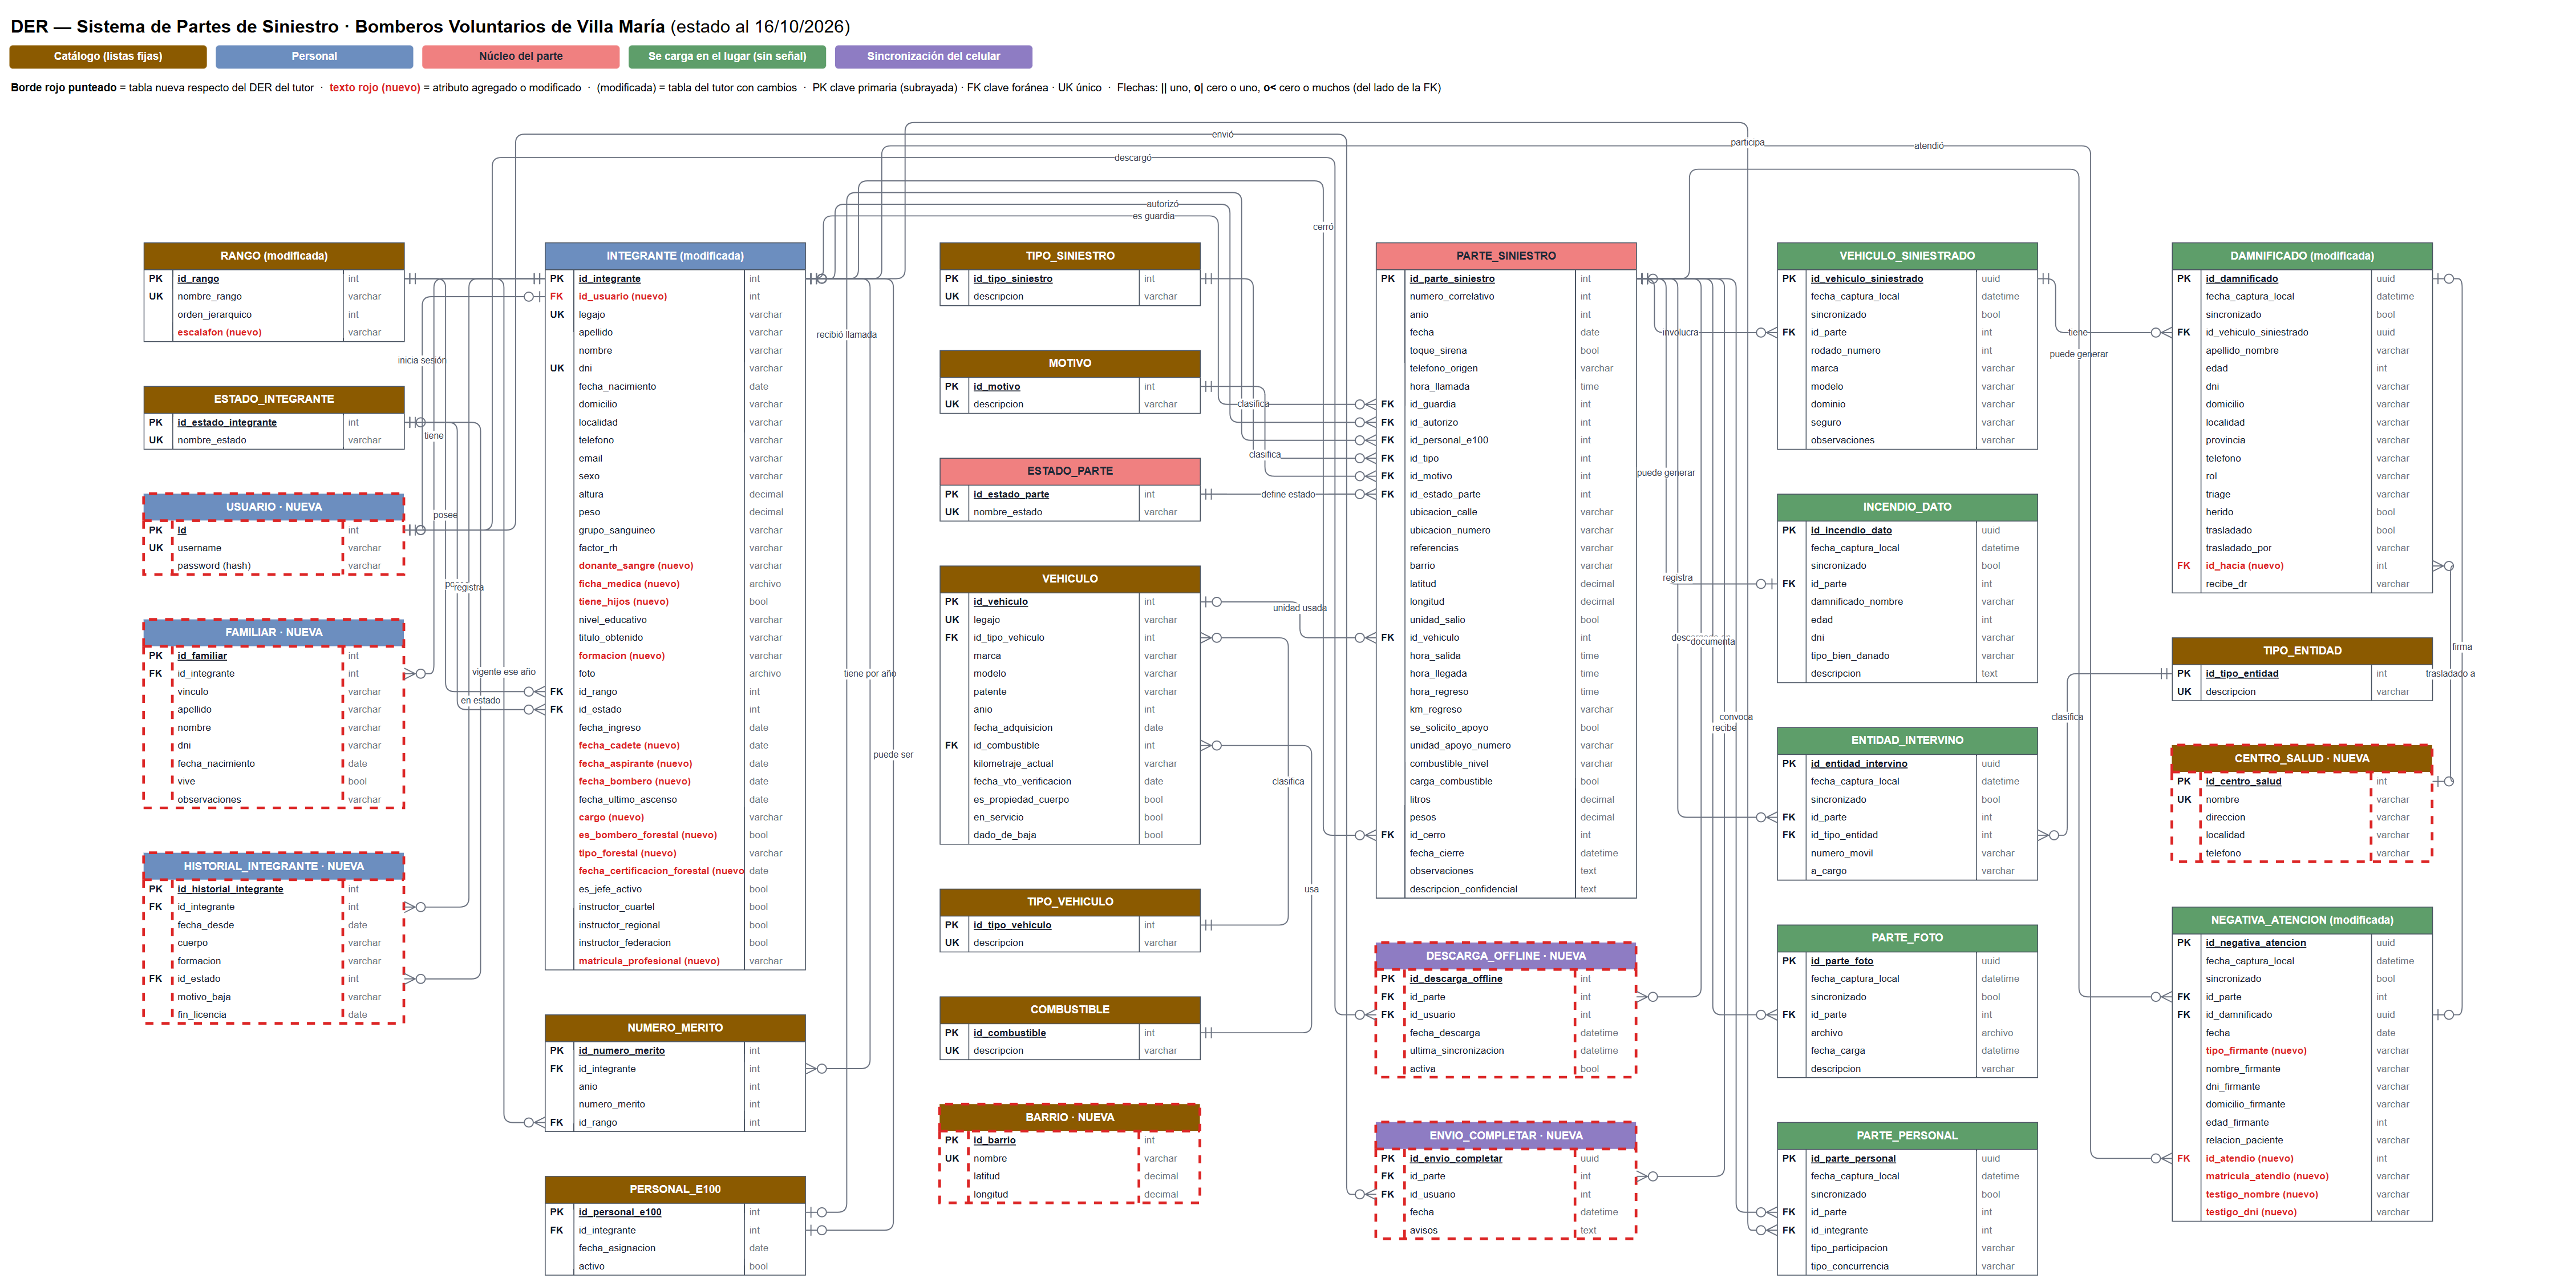 DER — Sistema de Partes de Siniestro · Bomberos Voluntarios de Villa María (estado al 16/10/2026)
Catálogo (listas fijas)
Personal
Núcleo del parte
Se carga en el lugar (sin señal)
Sincronización del celular
Borde rojo punteado = tabla nueva respecto del DER del tutor · texto rojo (nuevo) = atributo agregado o modificado · (modificada) = tabla del tutor con cambios · PK clave primaria (subrayada) · FK clave foránea · UK único · Flechas: || uno, o| cero o uno, o< cero o muchos (del lado de la FK)
envió
participa
atendió
descargó
autorizó
es guardia
cerró
RANGO (modificada)
PK id_rango int
UK nombre_rango varchar
orden_jerarquico int
escalafon (nuevo) varchar
inicia sesión
ESTADO_INTEGRANTE
PK id_estado_integrante int
UK nombre_estado varchar
tiene
USUARIO · NUEVA
PK id int
UK username varchar
password (hash) varchar
posee
registra
FAMILIAR · NUEVA
PK id_familiar int
FK id_integrante int
vinculo varchar
apellido varchar
nombre varchar
dni varchar
fecha_nacimiento date
vive bool
observaciones varchar
vigente ese año
en estado
HISTORIAL_INTEGRANTE · NUEVA
PK id_historial_integrante int
FK id_integrante int
fecha_desde date
cuerpo varchar
formacion varchar
FK id_estado int
motivo_baja varchar
fin_licencia date
INTEGRANTE (modificada)
PK id_integrante int
FK id_usuario (nuevo) int
UK legajo varchar
apellido varchar
nombre varchar
UK dni varchar
fecha_nacimiento date
domicilio varchar
localidad varchar
telefono varchar
email varchar
sexo varchar
altura decimal
peso decimal
grupo_sanguineo varchar
factor_rh varchar
donante_sangre (nuevo) varchar
ficha_medica (nuevo) archivo
tiene_hijos (nuevo) bool
nivel_educativo varchar
titulo_obtenido varchar
formacion (nuevo) varchar
foto archivo
FK id_rango int
FK id_estado int
fecha_ingreso date
fecha_cadete (nuevo) date
fecha_aspirante (nuevo) date
fecha_bombero (nuevo) date
fecha_ultimo_ascenso date
cargo (nuevo) varchar
es_bombero_forestal (nuevo) bool
tipo_forestal (nuevo) varchar
fecha_certificacion_forestal (nuevo date
es_jefe_activo bool
instructor_cuartel bool
instructor_regional bool
instructor_federacion bool
matricula_profesional (nuevo) varchar
NUMERO_MERITO
PK id_numero_merito int
FK id_integrante int
anio int
numero_merito int
FK id_rango int
PERSONAL_E100
PK id_personal_e100 int
FK id_integrante int
fecha_asignacion date
activo bool
recibió llamada
tiene por año
puede ser
TIPO_SINIESTRO
PK id_tipo_siniestro int
UK descripcion varchar
MOTIVO
PK id_motivo int
UK descripcion varchar
clasifica
clasifica
ESTADO_PARTE
PK id_estado_parte int
UK nombre_estado varchar
define estado
VEHICULO
PK id_vehiculo int
UK legajo varchar
FK id_tipo_vehiculo int
marca varchar
modelo varchar
patente varchar
anio int
fecha_adquisicion date
FK id_combustible int
kilometraje_actual varchar
fecha_vto_verificacion date
es_propiedad_cuerpo bool
en_servicio bool
dado_de_baja bool
unidad usada
clasifica
usa
TIPO_VEHICULO
PK id_tipo_vehiculo int
UK descripcion varchar
COMBUSTIBLE
PK id_combustible int
UK descripcion varchar
BARRIO · NUEVA
PK id_barrio int
UK nombre varchar
latitud decimal
longitud decimal
PARTE_SINIESTRO
PK id_parte_siniestro int
numero_correlativo int
anio int
fecha date
toque_sirena bool
telefono_origen varchar
hora_llamada time
FK id_guardia int
FK id_autorizo int
FK id_personal_e100 int
FK id_tipo int
FK id_motivo int
FK id_estado_parte int
ubicacion_calle varchar
ubicacion_numero varchar
referencias varchar
barrio varchar
latitud decimal
longitud decimal
unidad_salio bool
FK id_vehiculo int
hora_salida time
hora_llegada time
hora_regreso time
km_regreso varchar
se_solicito_apoyo bool
unidad_apoyo_numero varchar
combustible_nivel varchar
carga_combustible bool
litros decimal
pesos decimal
FK id_cerro int
fecha_cierre datetime
observaciones text
descripcion_confidencial text
DESCARGA_OFFLINE · NUEVA
PK id_descarga_offline int
FK id_parte int
FK id_usuario int
fecha_descarga datetime
ultima_sincronizacion datetime
activa bool
ENVIO_COMPLETAR · NUEVA
PK id_envio_completar uuid
FK id_parte int
FK id_usuario int
fecha datetime
avisos text
involucra
puede generar
registra
documenta
convoca
recibe
VEHICULO_SINIESTRADO
PK id_vehiculo_siniestrado uuid
fecha_captura_local datetime
sincronizado bool
FK id_parte int
rodado_numero int
marca varchar
modelo varchar
dominio varchar
seguro varchar
observaciones varchar
INCENDIO_DATO
PK id_incendio_dato uuid
fecha_captura_local datetime
sincronizado bool
FK id_parte int
damnificado_nombre varchar
edad int
dni varchar
tipo_bien_danado varchar
descripcion text
ENTIDAD_INTERVINO
PK id_entidad_intervino uuid
fecha_captura_local datetime
sincronizado bool
FK id_parte int
FK id_tipo_entidad int
numero_movil varchar
a_cargo varchar
PARTE_FOTO
PK id_parte_foto uuid
fecha_captura_local datetime
sincronizado bool
FK id_parte int
archivo archivo
fecha_carga datetime
descripcion varchar
PARTE_PERSONAL
PK id_parte_personal uuid
fecha_captura_local datetime
sincronizado bool
FK id_parte int
FK id_integrante int
tipo_participacion varchar
tipo_concurrencia varchar
tiene
puede generar
clasifica
DAMNIFICADO (modificada)
PK id_damnificado uuid
fecha_captura_local datetime
sincronizado bool
FK id_vehiculo_siniestrado uuid
apellido_nombre varchar
edad int
dni varchar
domicilio varchar
localidad varchar
provincia varchar
telefono varchar
rol varchar
triage varchar
herido bool
trasladado bool
trasladado_por varchar
FK id_hacia (nuevo) int
recibe_dr varchar
TIPO_ENTIDAD
PK id_tipo_entidad int
UK descripcion varchar
firma
trasladado a
CENTRO_SALUD · NUEVA
PK id_centro_salud int
UK nombre varchar
direccion varchar
localidad varchar
telefono varchar
NEGATIVA_ATENCION (modificada)
PK id_negativa_atencion uuid
fecha_captura_local datetime
sincronizado bool
FK id_parte int
FK id_damnificado uuid
fecha date
tipo_firmante (nuevo) varchar
nombre_firmante varchar
dni_firmante varchar
domicilio_firmante varchar
edad_firmante int
relacion_paciente varchar
FK id_atendio (nuevo) int
matricula_atendio (nuevo) varchar
testigo_nombre (nuevo) varchar
testigo_dni (nuevo) varchar